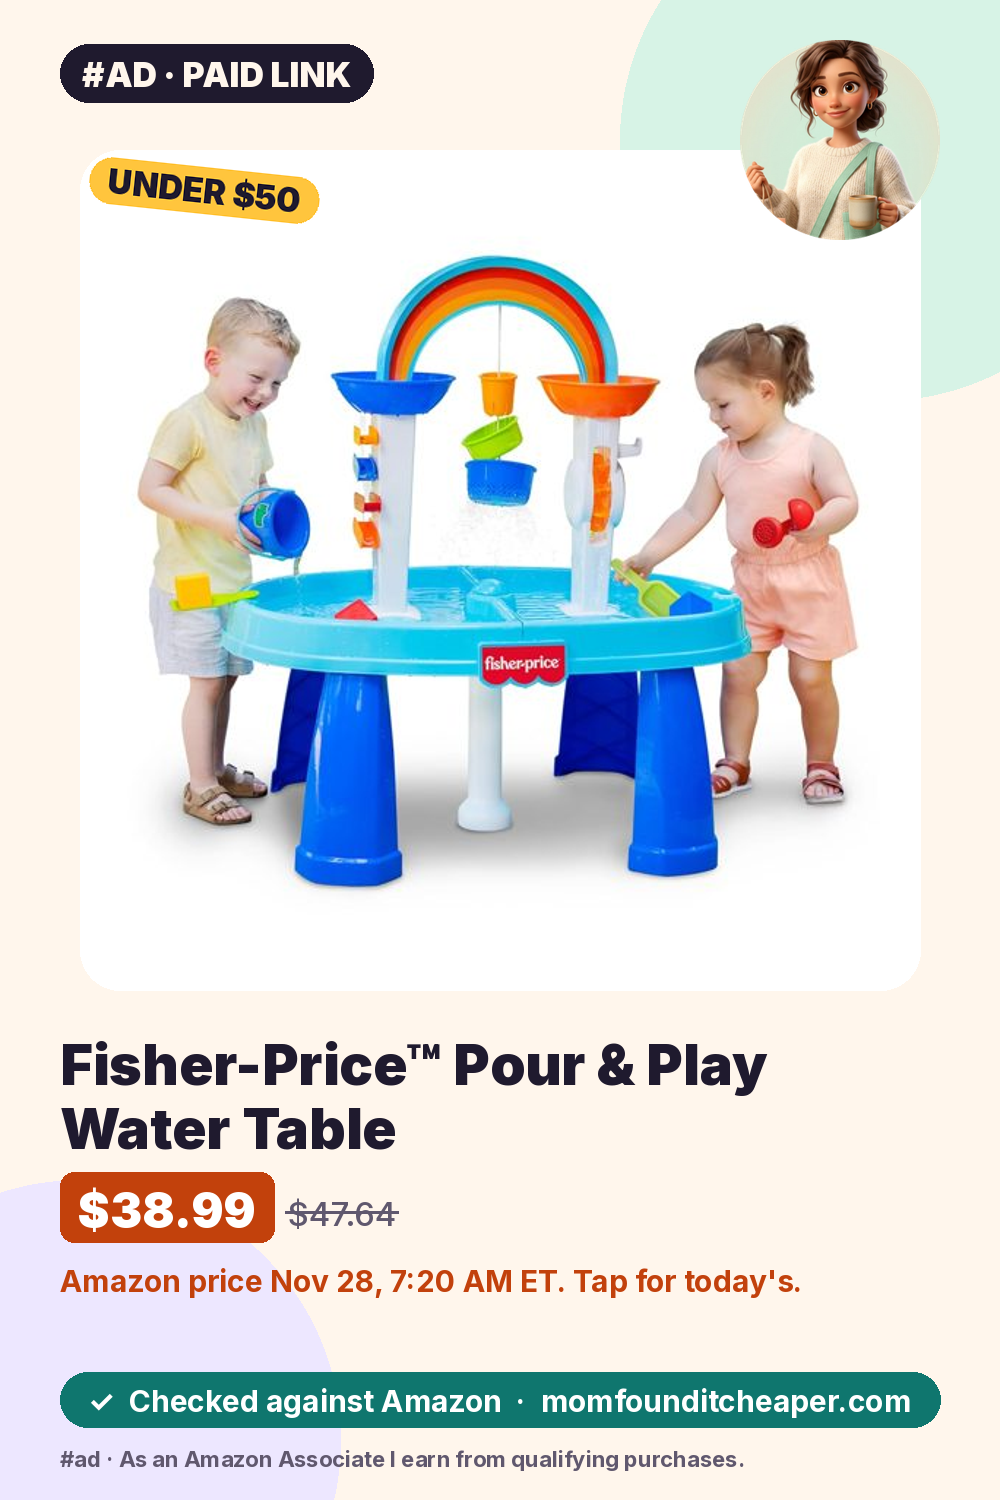 #AD · PAID LINK
UNDER $50
fisher-price
Fisher-Price™ Pour & Play
Water Table
$38.99 $47.64
Amazon price Nov 28, 7:20 AM ET. Tap for today's.
✓ Checked against Amazon · momfounditcheaper.com
#ad · As an Amazon Associate I earn from qualifying purchases.